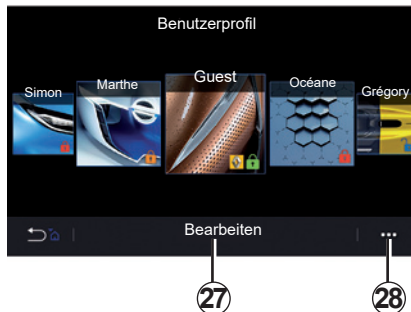 Benutzerprofil
Simon Marthe Guest Océane Grégory
Bearbeiten
27 28